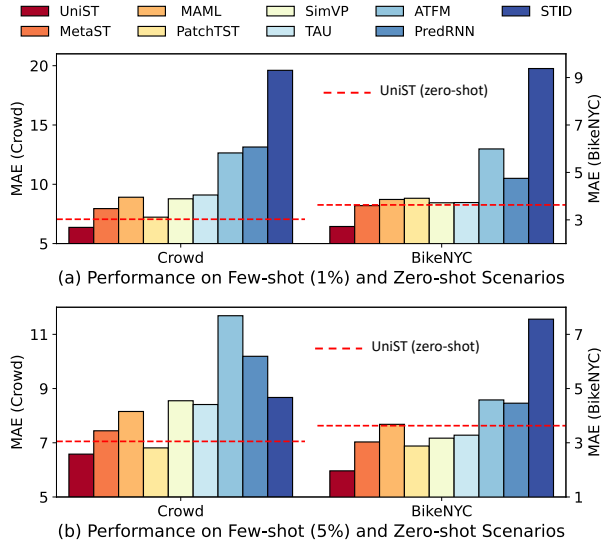 UniST MAML SimVP ATFM STID
MetaST PatchTST TAU PredRNN
20
15
10
5
MAE (Crowd)
UniST (zero-shot)
9
7
5
3
MAE (BikeNYC)
Crowd BikeNYC
(a) Performance on Few-shot (1%) and Zero-shot Scenarios
11
9
7
5
MAE (Crowd)
UniST (zero-shot)
7
5
3
1
MAE (BikeNYC)
Crowd BikeNYC
(b) Performance on Few-shot (5%) and Zero-shot Scenarios